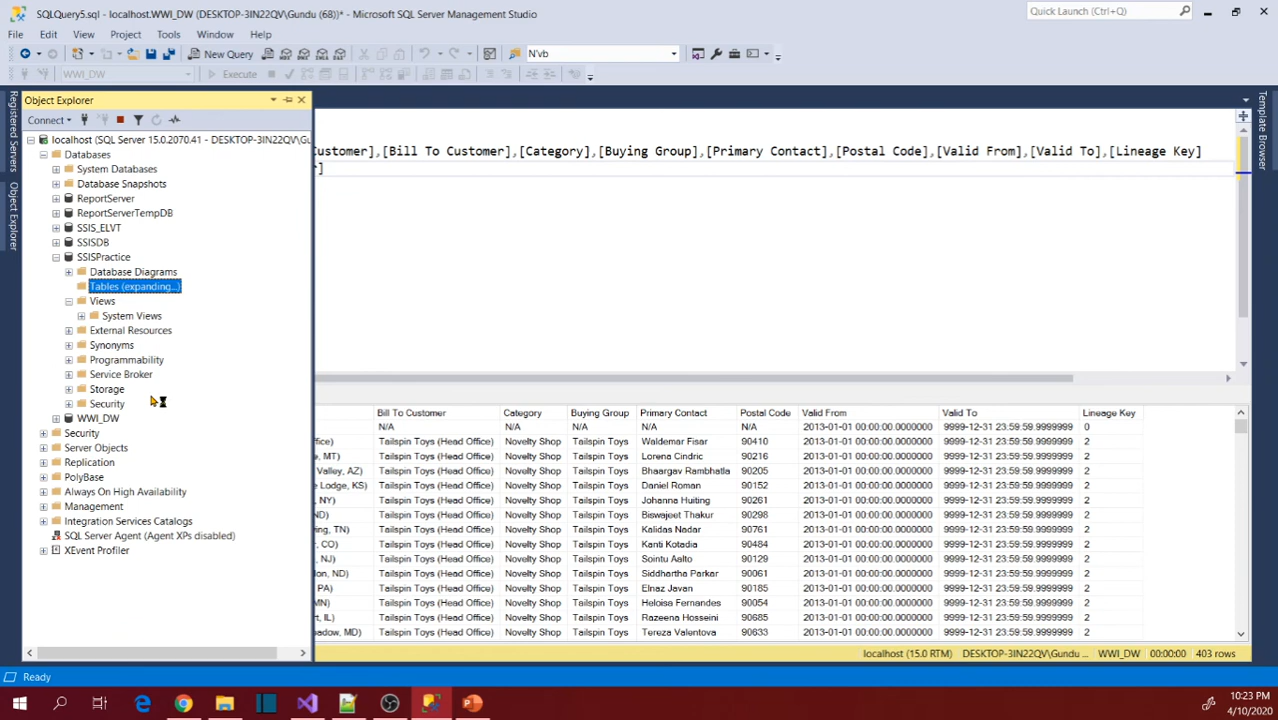 SQLQuery5.sql - localhost.WWI_DW (DESKTOP-3IN22QV\Gundu (68))* - Microsoft SQL Server Management Studio
Quick Launch (Ctrl+Q)
File Edit View Project Tools Window Help
New Query
N'vb
WWI_DW
Execute
Registered Servers
Object Explorer
Template Browser
Object Explorer
Connect
localhost (SQL Server 15.0.2070.41 - DESKTOP-3IN22QV\Gu
Databases
System Databases
Database Snapshots
ReportServer
ReportServerTempDB
SSIS_ELVT
SSISDB
SSISPractice
Database Diagrams
Tables (expanding...)
Views
System Views
External Resources
Synonyms
Programmability
Service Broker
Storage
Security
WWI_DW
Security
Server Objects
Replication
PolyBase
Always On High Availability
Management
Integration Services Catalogs
SQL Server Agent (Agent XPs disabled)
XEvent Profiler
ustomer],[Bill To Customer],[Category],[Buying Group],[Primary Contact],[Postal Code],[Valid From],[Valid To],[Lineage Key]
r]
Bill To Customer Category Buying Group Primary Contact Postal Code Valid From Valid To Lineage Key
N/A N/A N/A N/A N/A 2013-01-01 00:00:00.0000000 9999-12-31 23:59:59.9999999 0
ffice) Tailspin Toys (Head Office) Novelty Shop Tailspin Toys Waldemar Fisar 90410 2013-01-01 00:00:00.0000000 9999-12-31 23:59:59.9999999 2
e, MT) Tailspin Toys (Head Office) Novelty Shop Tailspin Toys Lorena Cindric 90216 2013-01-01 00:00:00.0000000 9999-12-31 23:59:59.9999999 2
Valley, AZ) Tailspin Toys (Head Office) Novelty Shop Tailspin Toys Bhaargav Rambhatla 90205 2013-01-01 00:00:00.0000000 9999-12-31 23:59:59.9999999 2
e Lodge, KS) Tailspin Toys (Head Office) Novelty Shop Tailspin Toys Daniel Roman 90152 2013-01-01 00:00:00.0000000 9999-12-31 23:59:59.9999999 2
, NY) Tailspin Toys (Head Office) Novelty Shop Tailspin Toys Johanna Huiting 90261 2013-01-01 00:00:00.0000000 9999-12-31 23:59:59.9999999 2
, ND) Tailspin Toys (Head Office) Novelty Shop Tailspin Toys Biswajeet Thakur 90298 2013-01-01 00:00:00.0000000 9999-12-31 23:59:59.9999999 2
ing, TN) Tailspin Toys (Head Office) Novelty Shop Tailspin Toys Kalidas Nadar 90761 2013-01-01 00:00:00.0000000 9999-12-31 23:59:59.9999999 2
r, CO) Tailspin Toys (Head Office) Novelty Shop Tailspin Toys Kanti Kotadia 90484 2013-01-01 00:00:00.0000000 9999-12-31 23:59:59.9999999 2
, NJ) Tailspin Toys (Head Office) Novelty Shop Tailspin Toys Sointu Aalto 90129 2013-01-01 00:00:00.0000000 9999-12-31 23:59:59.9999999 2
on, ND) Tailspin Toys (Head Office) Novelty Shop Tailspin Toys Siddhartha Parkar 90061 2013-01-01 00:00:00.0000000 9999-12-31 23:59:59.9999999 2
PA) Tailspin Toys (Head Office) Novelty Shop Tailspin Toys Elnaz Javan 90185 2013-01-01 00:00:00.0000000 9999-12-31 23:59:59.9999999 2
MN) Tailspin Toys (Head Office) Novelty Shop Tailspin Toys Heloisa Fernandes 90054 2013-01-01 00:00:00.0000000 9999-12-31 23:59:59.9999999 2
rt, IL) Tailspin Toys (Head Office) Novelty Shop Tailspin Toys Razeena Hosseini 90685 2013-01-01 00:00:00.0000000 9999-12-31 23:59:59.9999999 2
adow, MD) Tailspin Toys (Head Office) Novelty Shop Tailspin Toys Tereza Valentova 90633 2013-01-01 00:00:00.0000000 9999-12-31 23:59:59.9999999 2
localhost (15.0 RTM) DESKTOP-3IN22QV\Gundu ... WWI_DW 00:00:00 403 rows
Ready
10:23 PM
4/10/2020